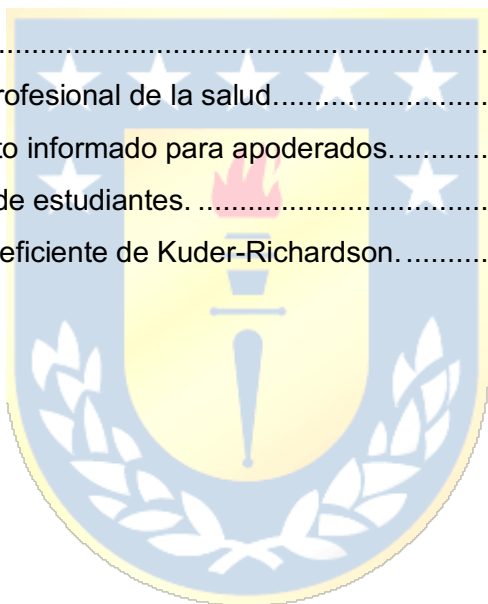 ................................................
rofesional de la salud.......................
to informado para apoderados............
de estudiantes. ................................
eficiente de Kuder-Richardson. ..........